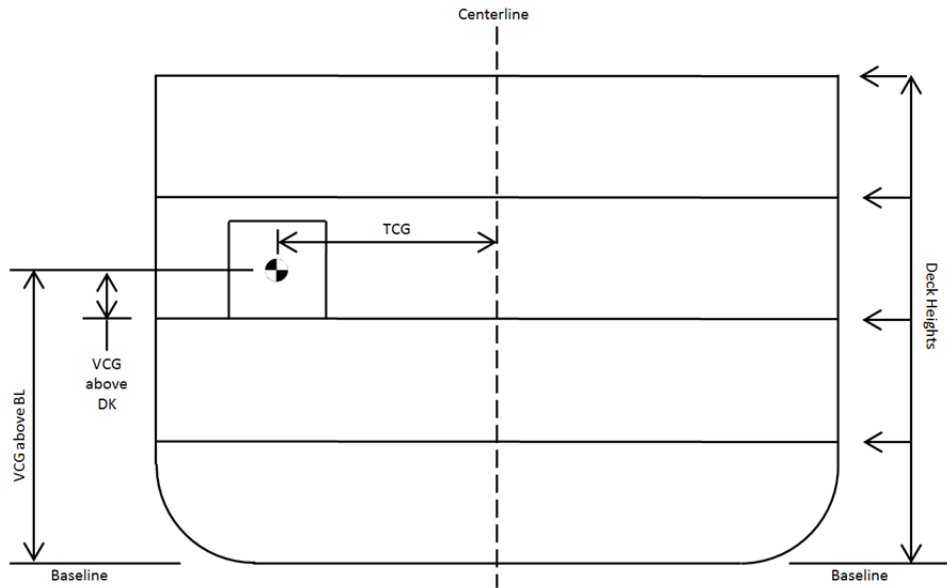 Centerline
TCG
VCG
above
DK
VCG above BL
Deck Heights
Baseline
Baseline